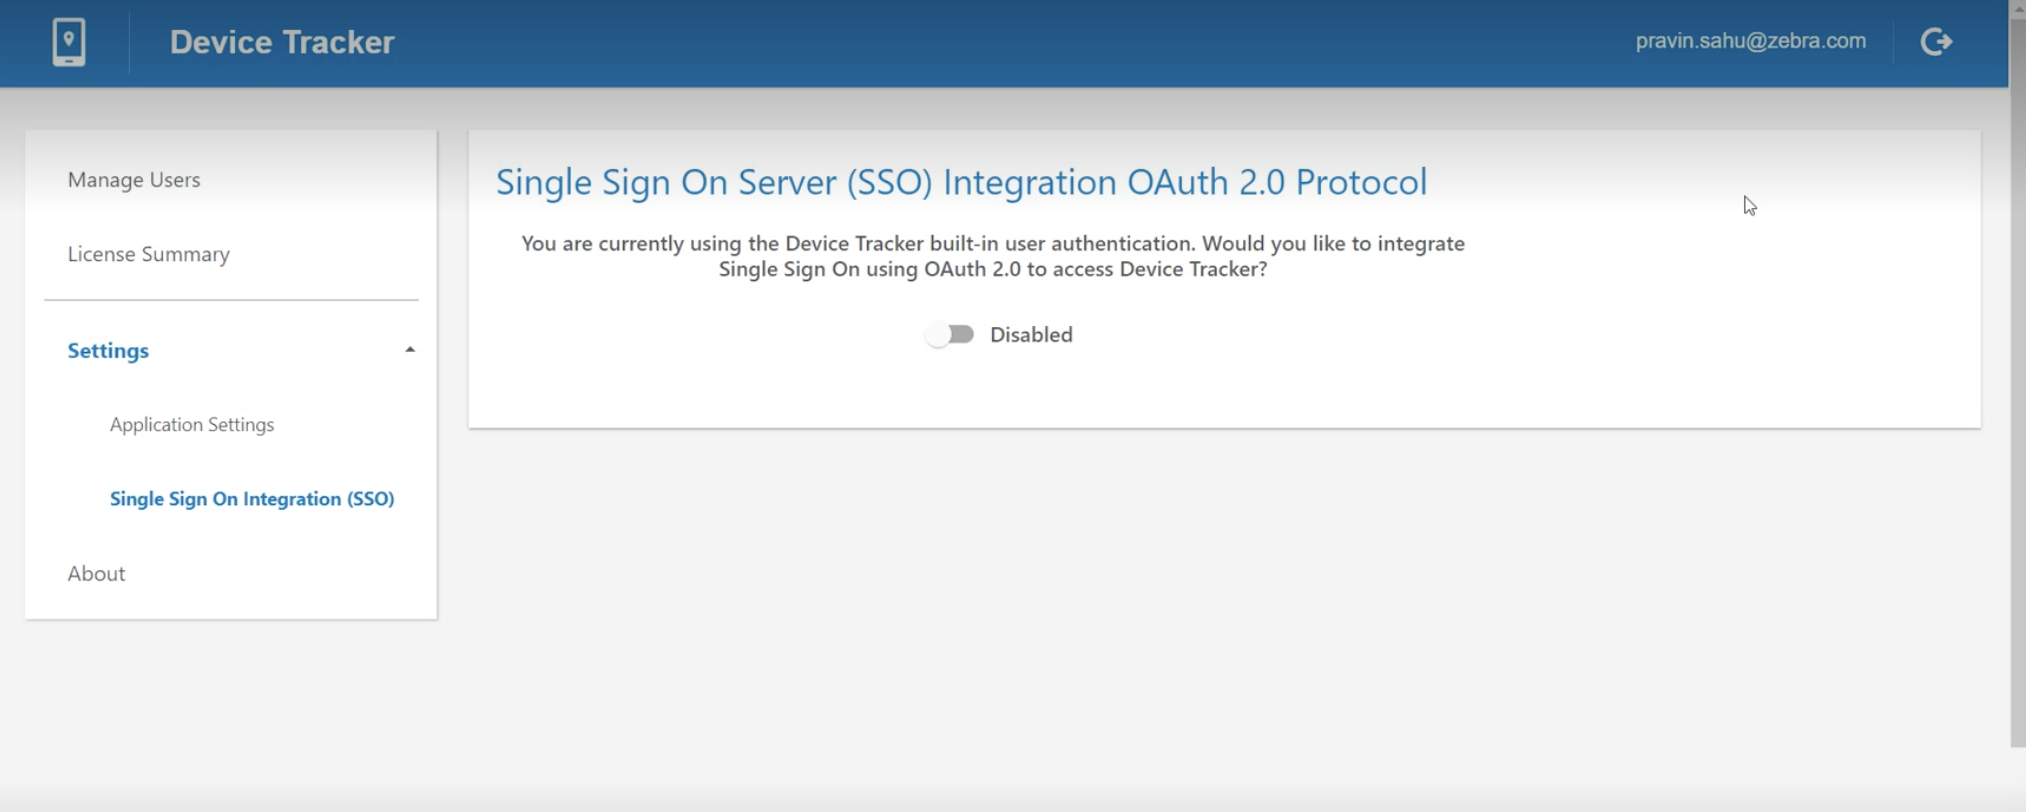 Device Tracker
pravin.sahu@zebra.com
Manage Users
License Summary
Settings
Application Settings
Single Sign On Integration (SSO)
About
Single Sign On Server (SSO) Integration OAuth 2.0 Protocol
You are currently using the Device Tracker built-in user authentication. Would you like to integrate
Single Sign On using OAuth 2.0 to access Device Tracker?
Disabled